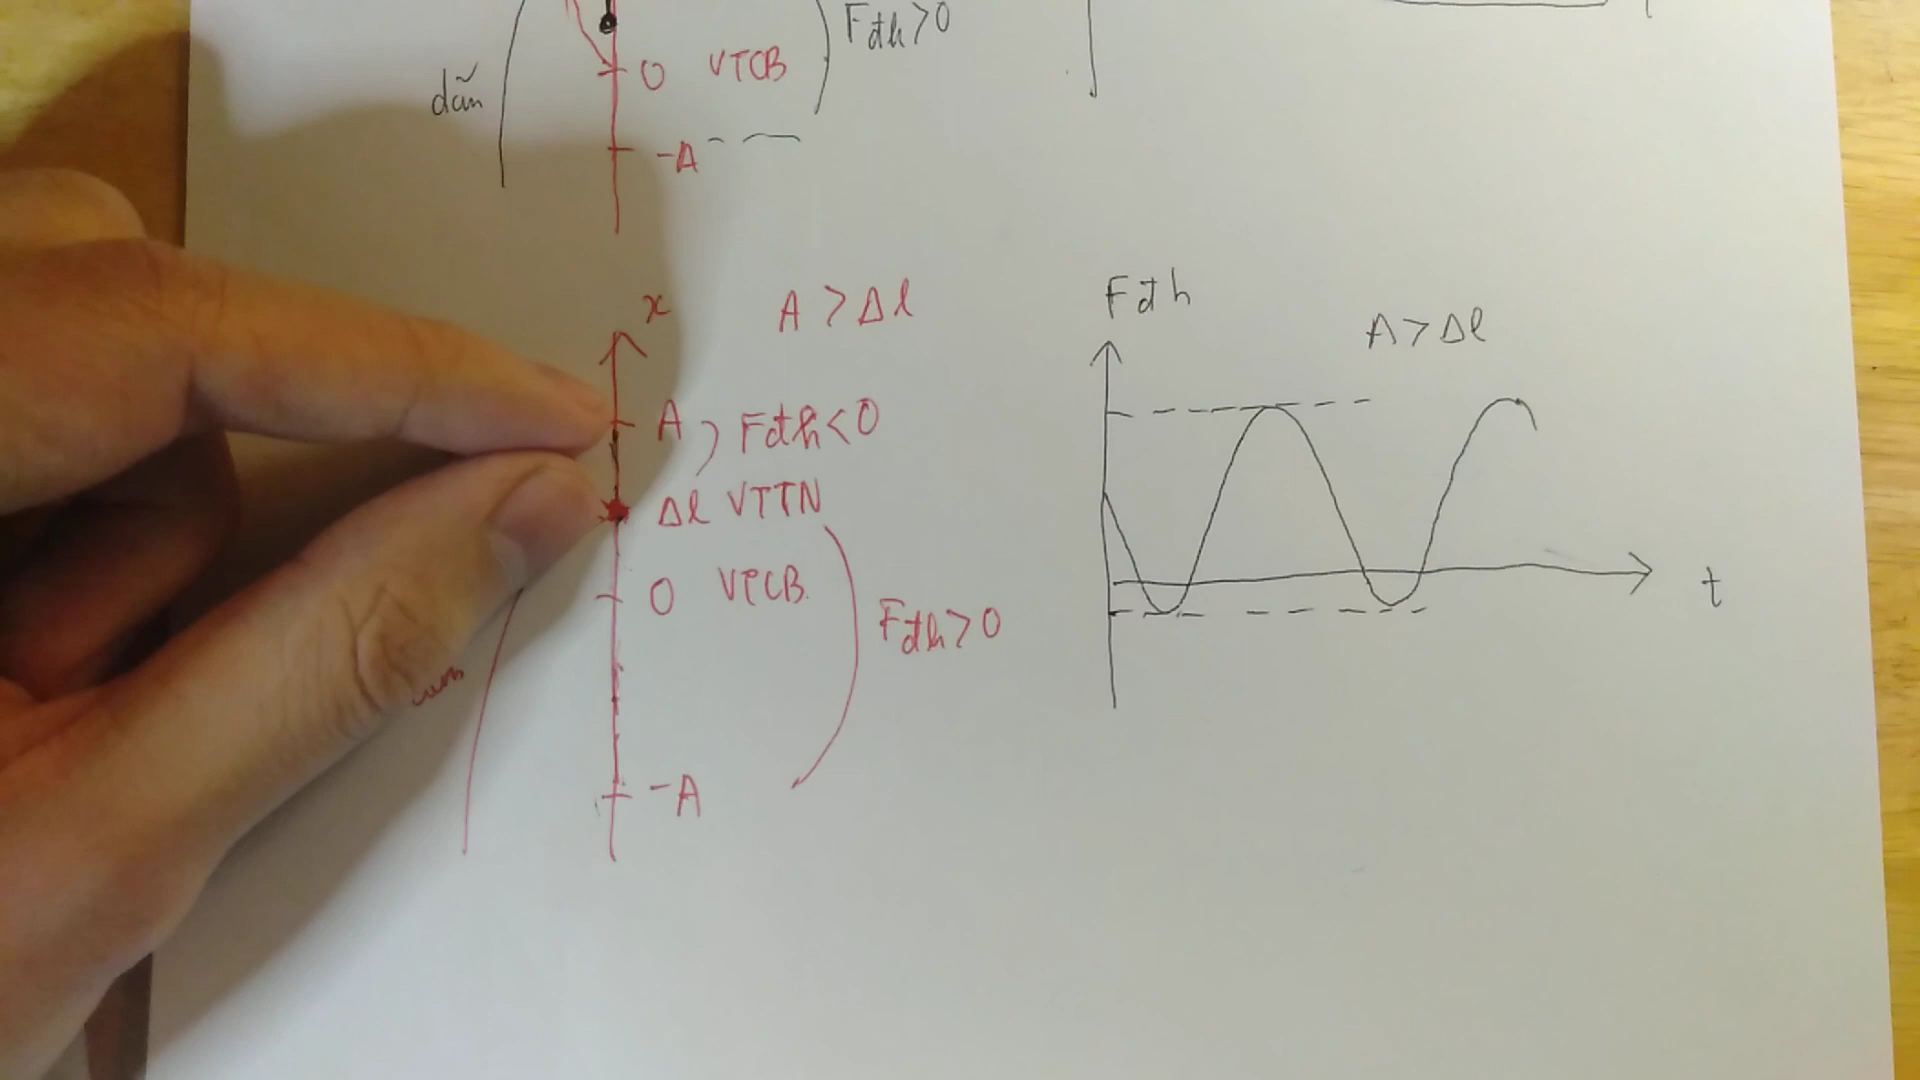 Fđh>0
dãn
O VTCB
-A
x
A > Δl
A Fđh<0
Δl VTTN
O VTCB
Fđh>0
-A
Fđh
A > Δl
t